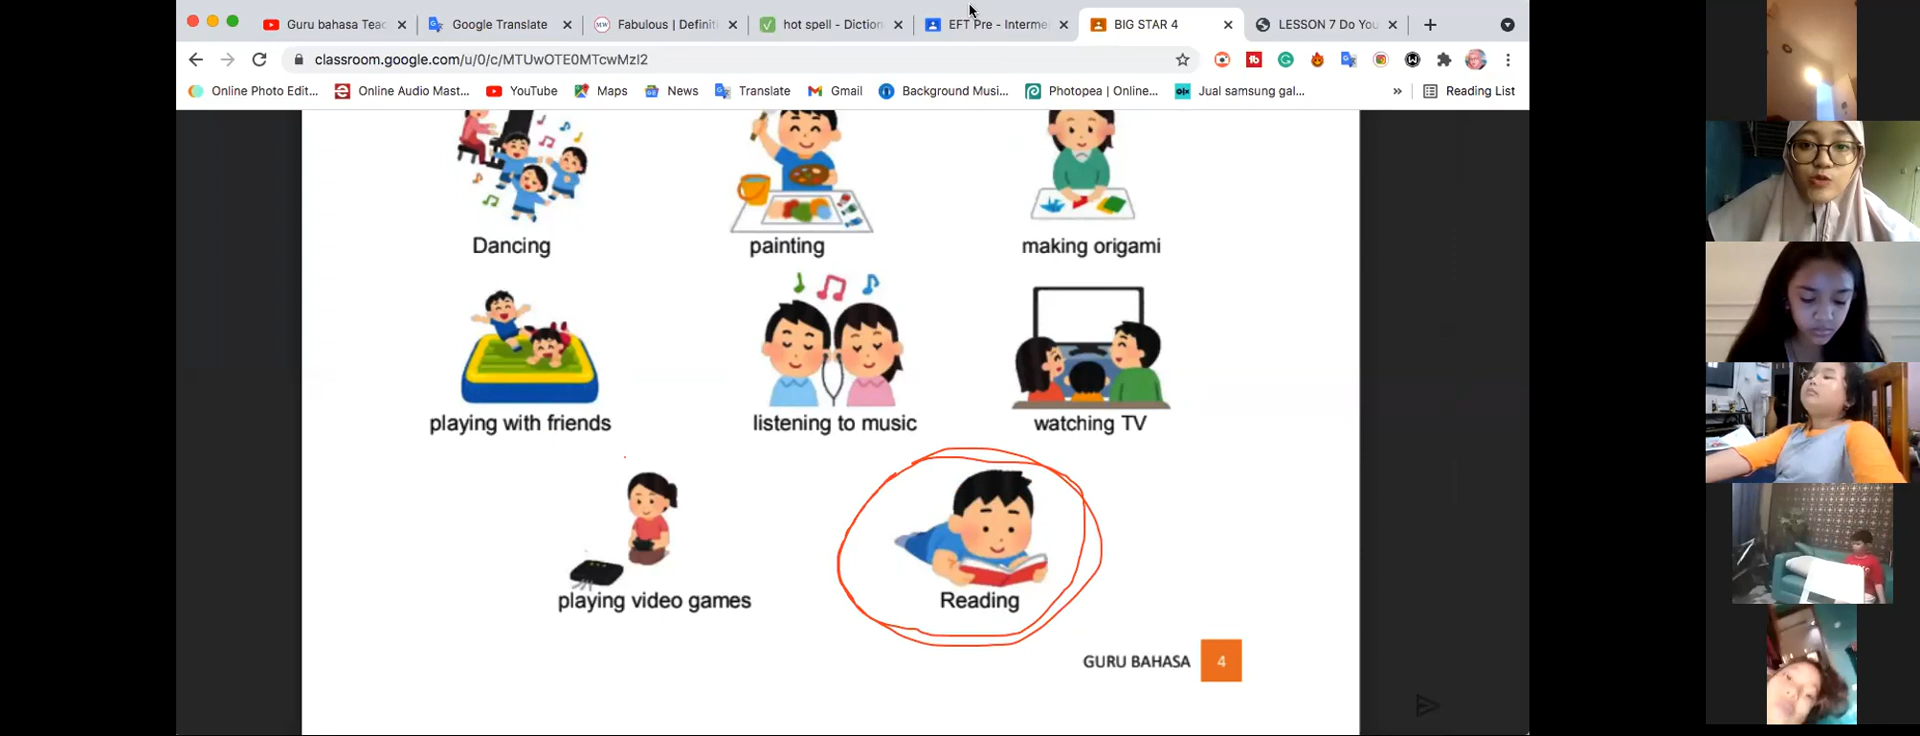 Guru bahasa Teac
Google Translate
Fabulous | Definiti
hot spell - Diction
EFT Pre - Interme
BIG STAR 4
LESSON 7 Do You
classroom.google.com/u/0/c/MTUwOTE0MTcwMzI2
Online Photo Edit...
Online Audio Mast...
YouTube
Maps
News
Translate
Gmail
Background Musi...
Photopea | Online...
Jual samsung gal...
»
Reading List
Dancing
painting
making origami
playing with friends
listening to music
watching TV
playing video games
Reading
GURU BAHASA 4